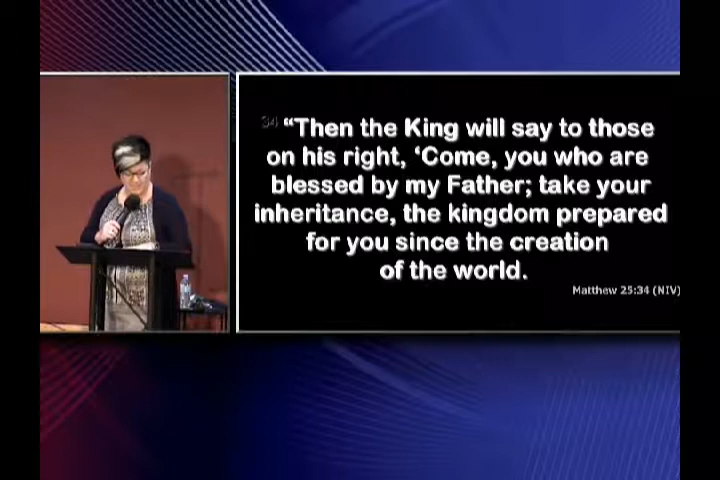 34 “Then the King will say to those
on his right, ‘Come, you who are
blessed by my Father; take your
inheritance, the kingdom prepared
for you since the creation
of the world.
Matthew 25:34 (NIV)